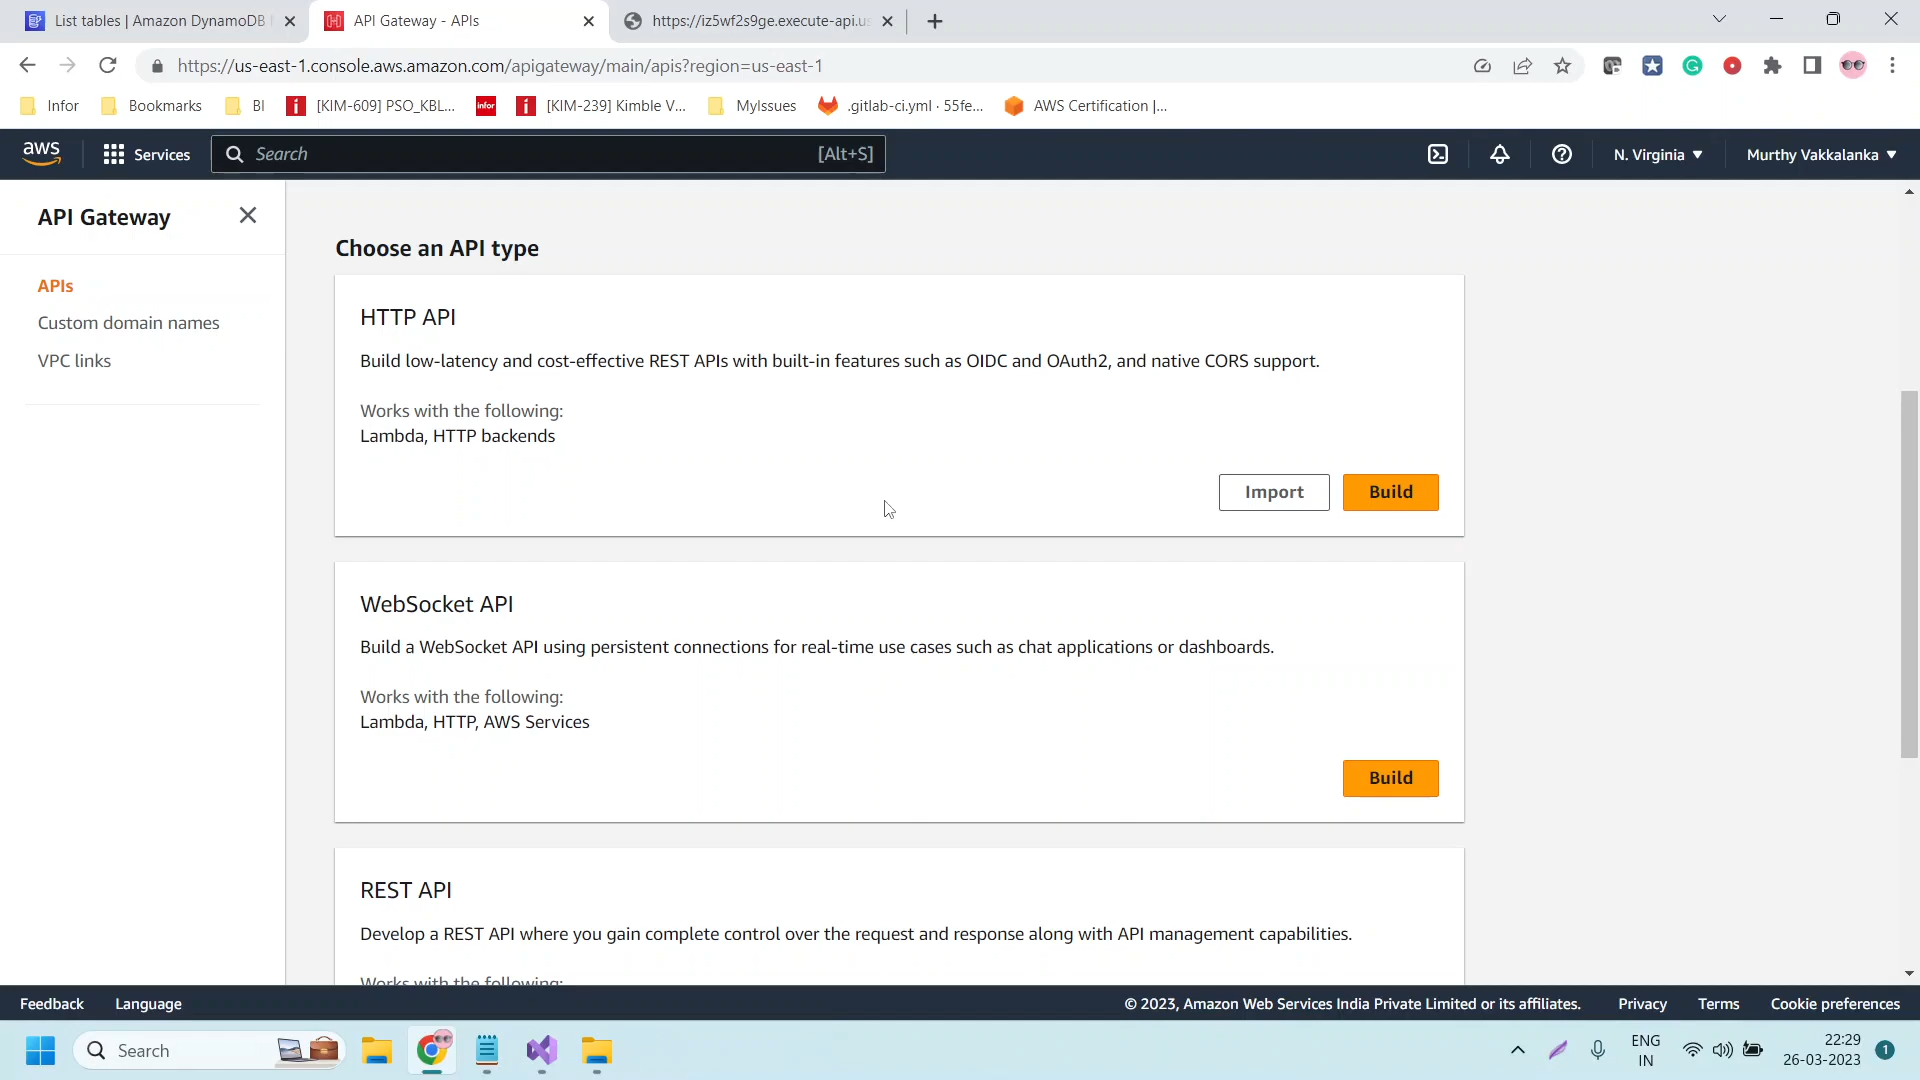 List tables | Amazon DynamoDB
API Gateway - APIs
https://iz5wf2s9ge.execute-api.us
https://us-east-1.console.aws.amazon.com/apigateway/main/apis?region=us-east-1
Infor
Bookmarks
BI
[KIM-609] PSO_KBL...
infor
[KIM-239] Kimble V...
MyIssues
.gitlab-ci.yml · 55fe...
AWS Certification |...
aws
Services
Search
[Alt+S]
N. Virginia
Murthy Vakkalanka
API Gateway
APIs
Custom domain names
VPC links
Choose an API type
HTTP API
Build low-latency and cost-effective REST APIs with built-in features such as OIDC and OAuth2, and native CORS support.
Works with the following:
Lambda, HTTP backends
Import
Build
WebSocket API
Build a WebSocket API using persistent connections for real-time use cases such as chat applications or dashboards.
Works with the following:
Lambda, HTTP, AWS Services
Build
REST API
Develop a REST API where you gain complete control over the request and response along with API management capabilities.
Works with the following:
Feedback
Language
© 2023, Amazon Web Services India Private Limited or its affiliates.
Privacy
Terms
Cookie preferences
Search
ENG
IN
22:29
26-03-2023
1